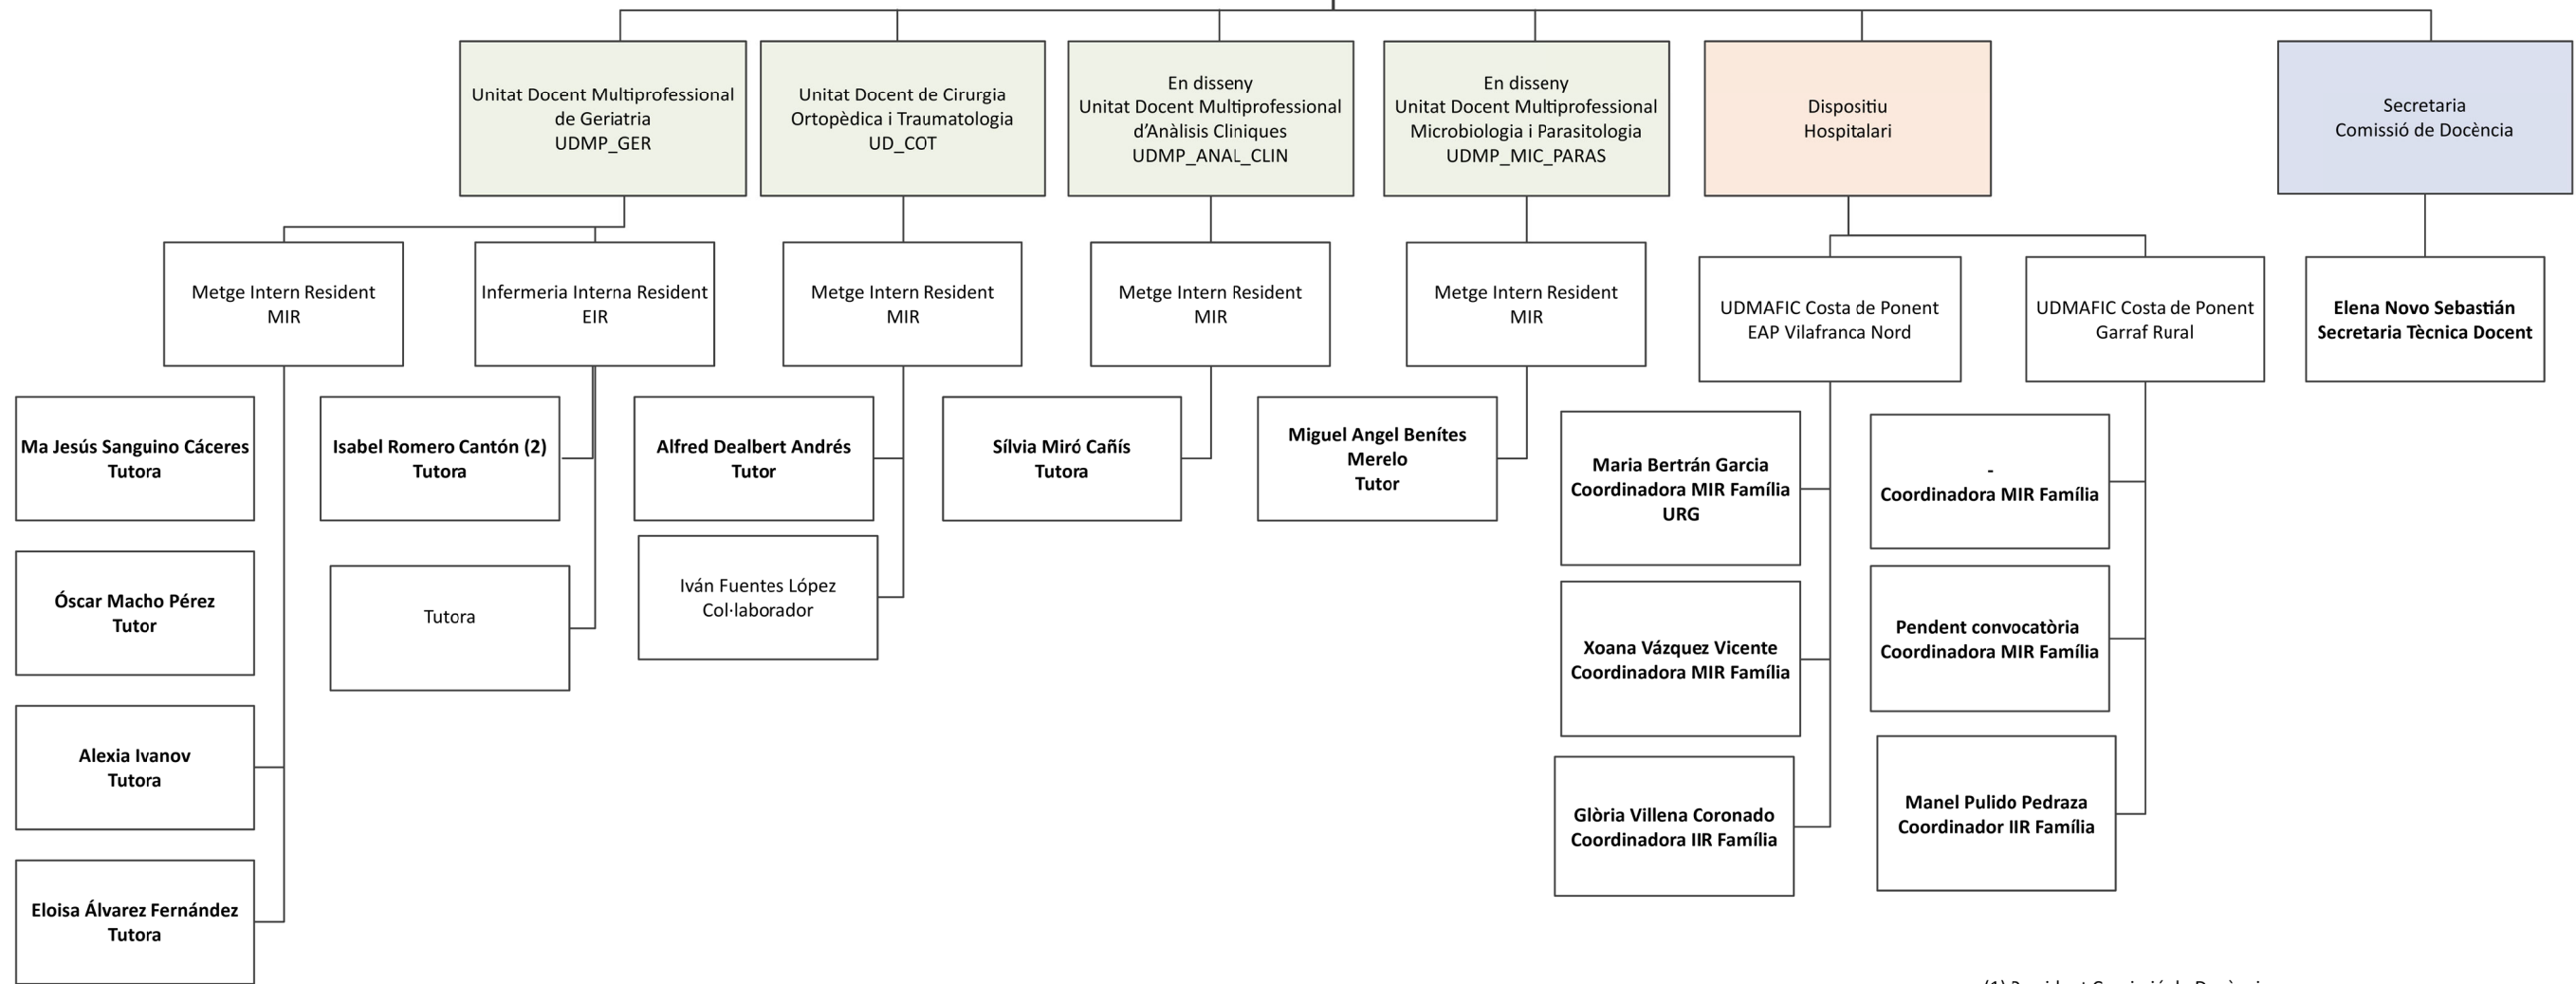 Unitat Docent Multiprofessional
de Geriatria
UDMP_GER
Unitat Docent de Cirurgia
Ortopèdica i Traumatologia
UD_COT
En disseny
Unitat Docent Multiprofessional
d’Anàlisis Cliniques
UDMP_ANAL_CLIN
En disseny
Unitat Docent Multiprofessional
Microbiologia i Parasitologia
UDMP_MIC_PARAS
Dispositiu
Hospitalari
Secretaria
Comissió de Docència
Metge Intern Resident
MIR
Infermeria Interna Resident
EIR
Metge Intern Resident
MIR
Metge Intern Resident
MIR
Metge Intern Resident
MIR
UDMAFIC Costa de Ponent
EAP Vilafranca Nord
UDMAFIC Costa de Ponent
Garraf Rural
Elena Novo Sebastián
Secretaria Tècnica Docent
Ma Jesús Sanguino Cáceres
Tutora
Isabel Romero Cantón (2)
Tutora
Alfred Dealbert Andrés
Tutor
Sílvia Miró Cañís
Tutora
Miguel Angel Benítes
Merelo
Tutor
Maria Bertrán Garcia
Coordinadora MIR Família
URG
-
Coordinadora MIR Família
Óscar Macho Pérez
Tutor
Tutora
Iván Fuentes López
Col·laborador
Xoana Vázquez Vicente
Coordinadora MIR Família
Pendent convocatòria
Coordinadora MIR Família
Alexia Ivanov
Tutora
Glòria Villena Coronado
Coordinadora IIR Família
Manel Pulido Pedraza
Coordinador IIR Família
Eloisa Álvarez Fernández
Tutora